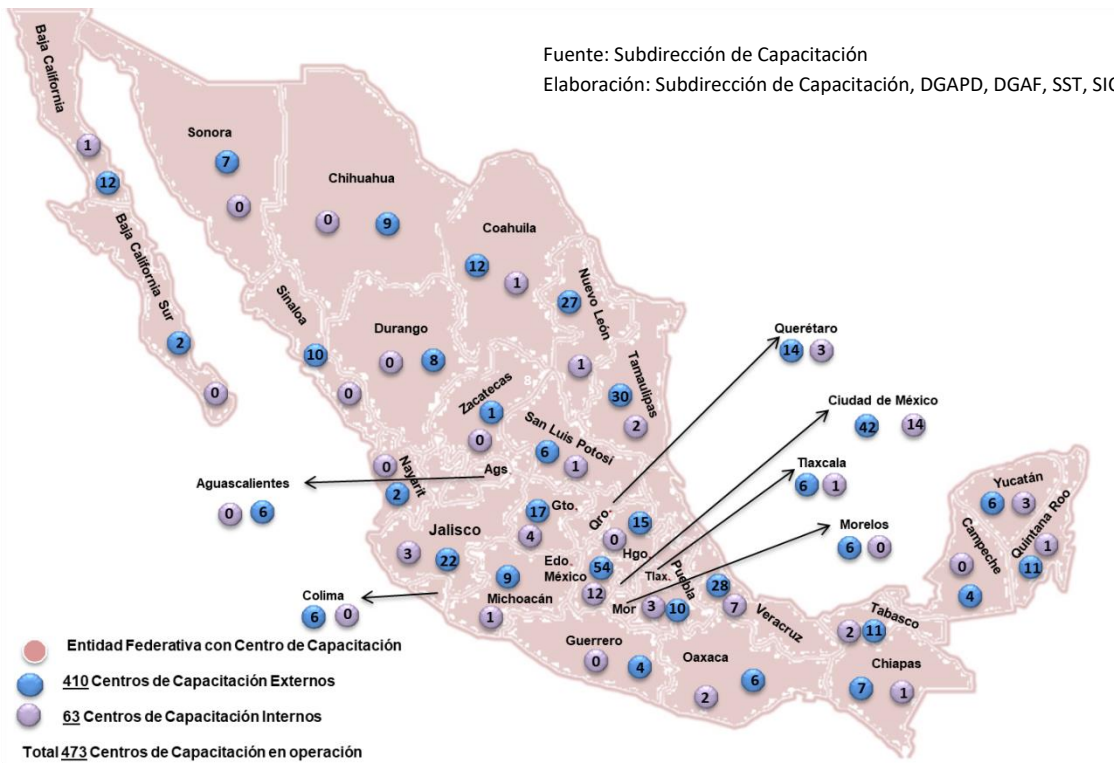 Fuente: Subdirección de Capacitación
Elaboración: Subdirección de Capacitación, DGAPD, DGAF, SST, SIC
Baja California
1
12
Sonora
7
0
Chihuahua
0
9
Coahuila
12
1
Nuevo León
27
1
Baja California Sur
2
0
Sinaloa
10
0
Durango
0
8
Tamaulipas
30
2
Zacatecas
1
0
San Luis Potosi
6
1
Querétaro
14
3
Ciudad de México
42
14
Tlaxcala
6
1
Morelos
6
0
Nayarit
0
2
Ags
Aguascalientes
0
6
Gto.
17
4
Qro.
15
0
Hgo
Jalisco
3
22
Edo.
México
54
12
Tlax.
Mor
Puebla
3
10
28
7
Veracruz
9
Michoacán
1
Colima
6
0
Guerrero
0
4
Oaxaca
6
2
Tabasco
2
11
Chiapas
7
1
Yucatán
6
3
Campeche
0
4
Quintana Roo
1
11
Entidad Federativa con Centro de Capacitación
410 Centros de Capacitación Externos
63 Centros de Capacitación Internos
Total 473 Centros de Capacitación en operación